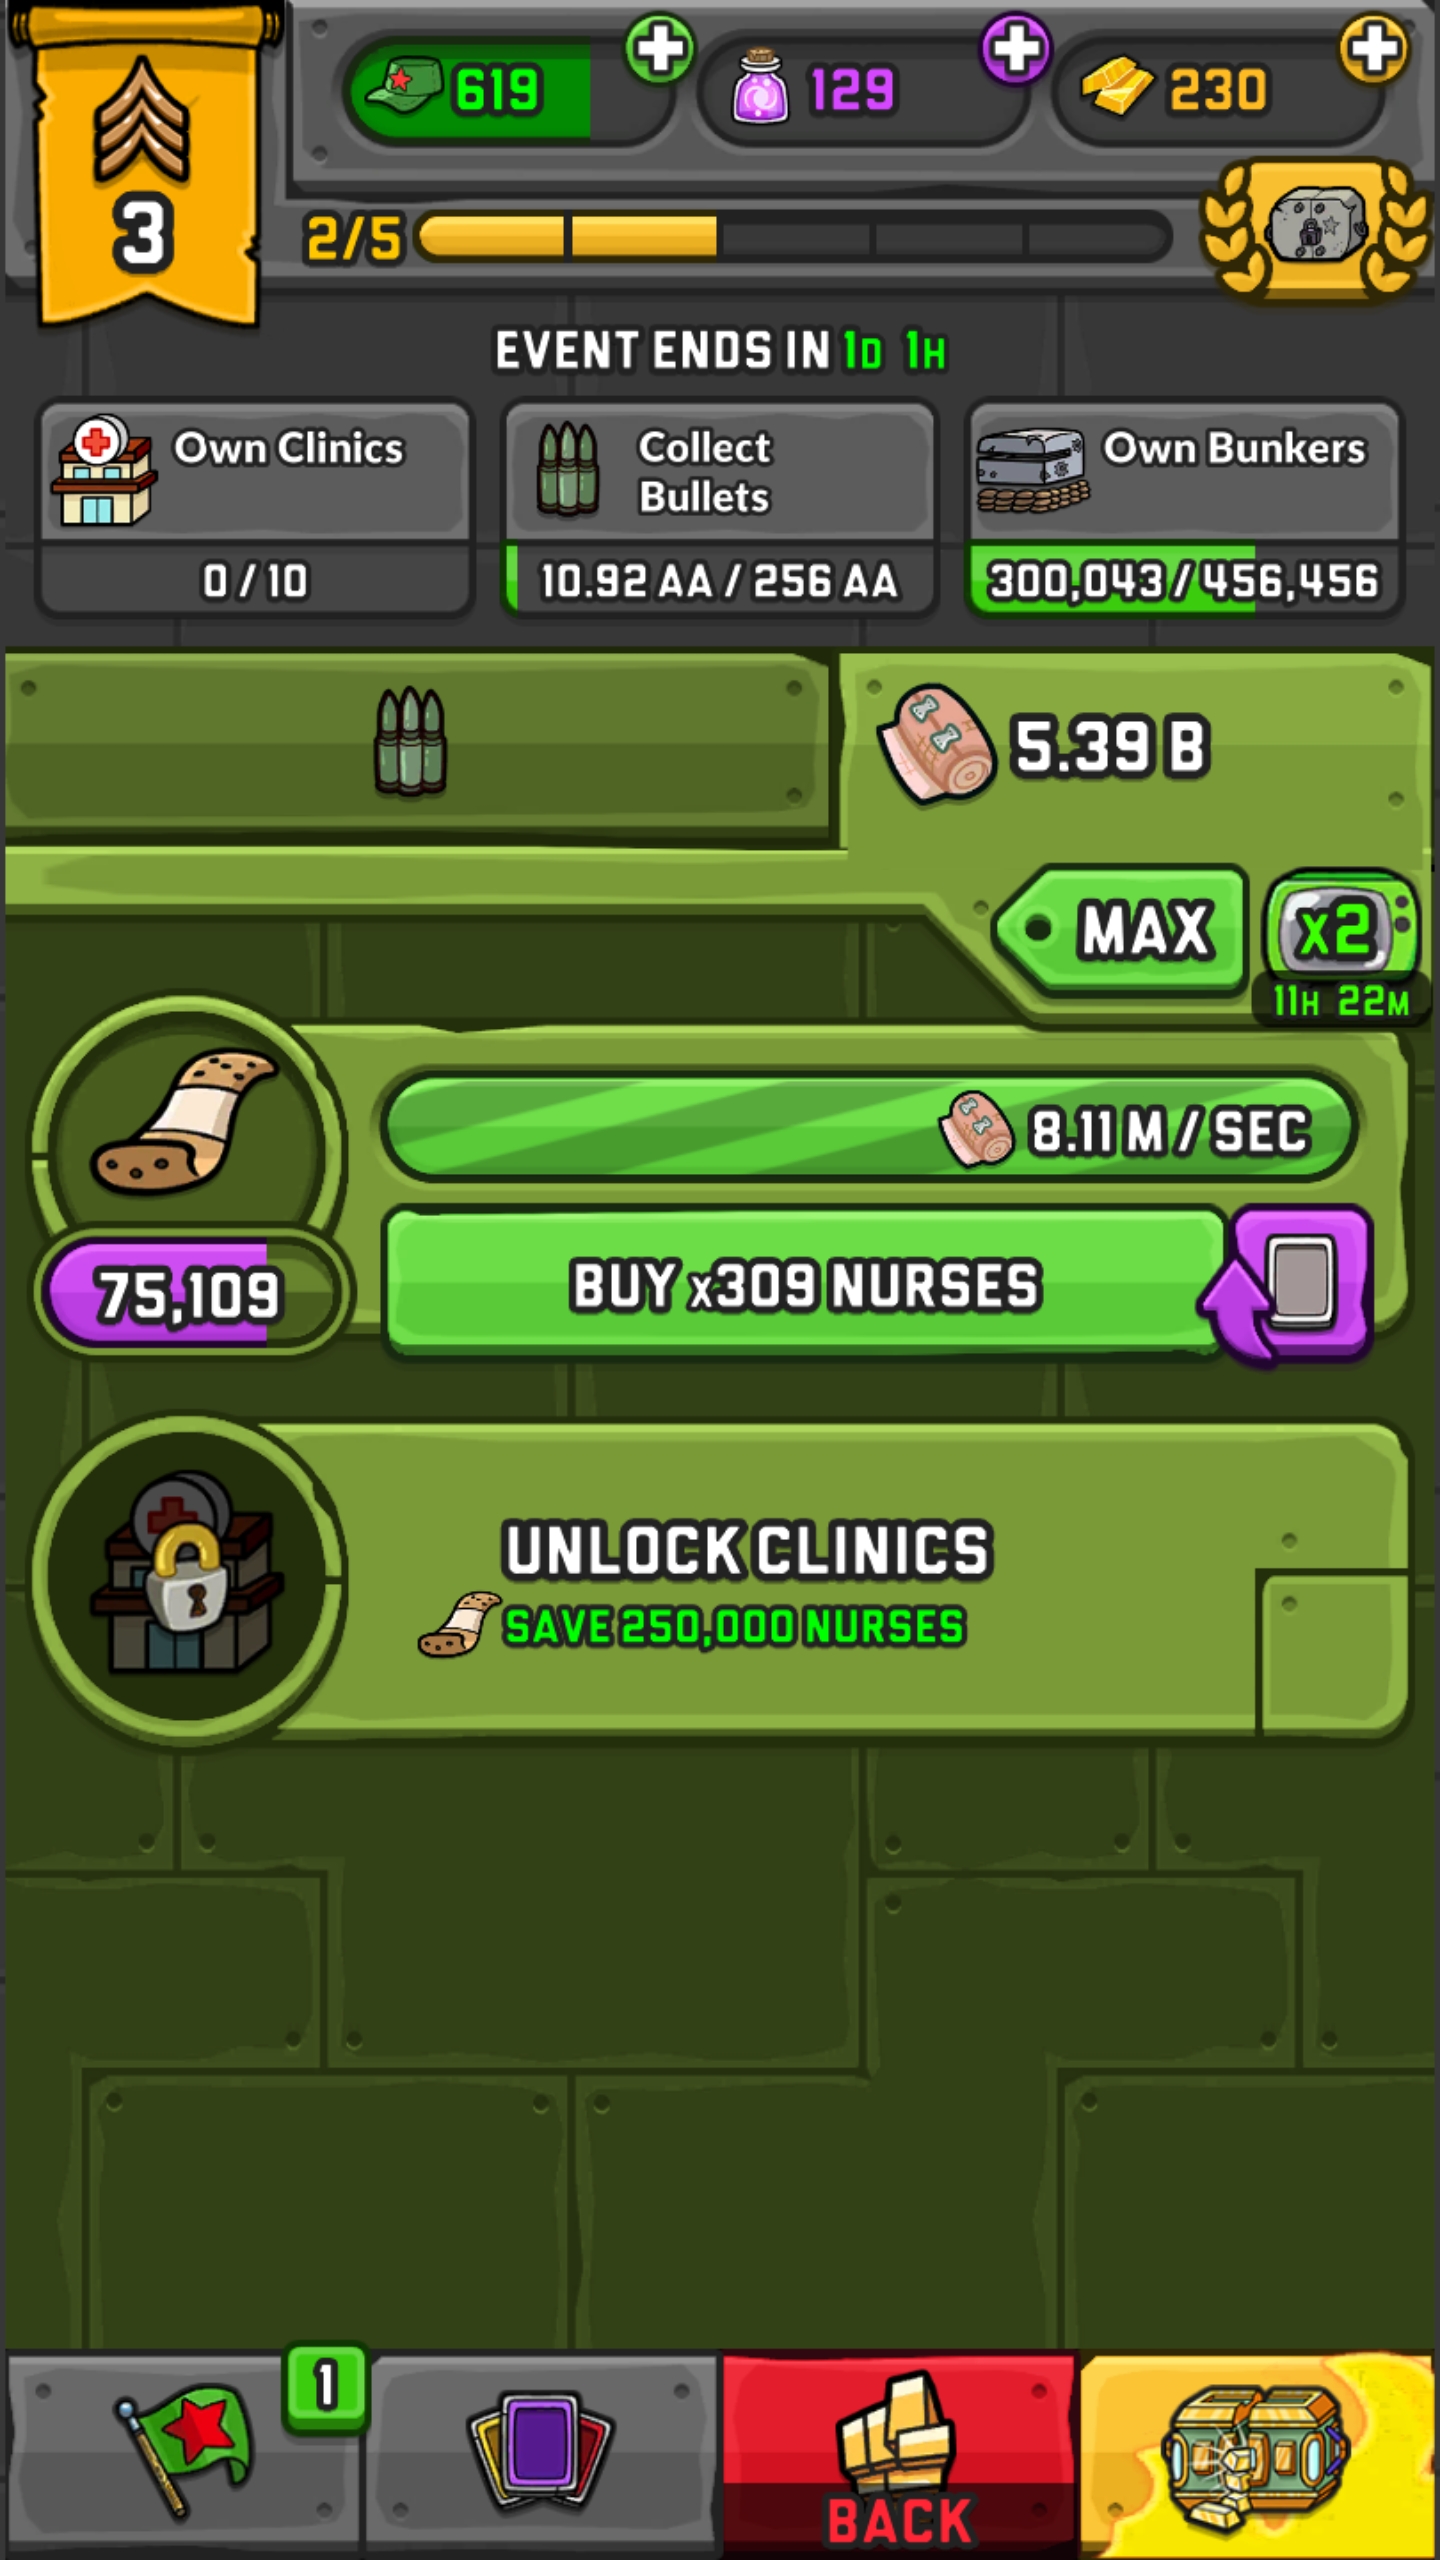 619
129
230
3
2/5
EVENT ENDS IN 1D 1H
Own Clinics
0 / 10
Collect
Bullets
10.92 AA / 256 AA
Own Bunkers
300,043 / 456,456
5.39 B
MAX
x2
11H 22M
8.11 M / SEC
75,109
BUY x309 NURSES
UNLOCK CLINICS
SAVE 250,000 NURSES
1
BACK